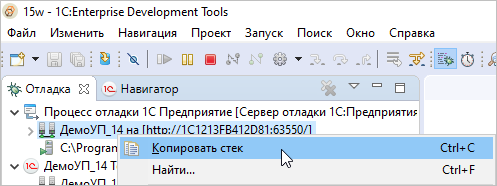 15w - 1C:Enterprise Development Tools
Файл Изменить Навигация Проект Запуск Поиск Окно Справка
Отладка Навигатор
Процесс отладки 1С Предприятие [Сервер отладки 1С:Предприятия
ДемоУП_14 на [http://1C1213FB412D81:63550/]
C:\Program
Копировать стек Ctrl+C
ДемоУП_14 Т
Найти... Ctrl+F
ДемоУП_14